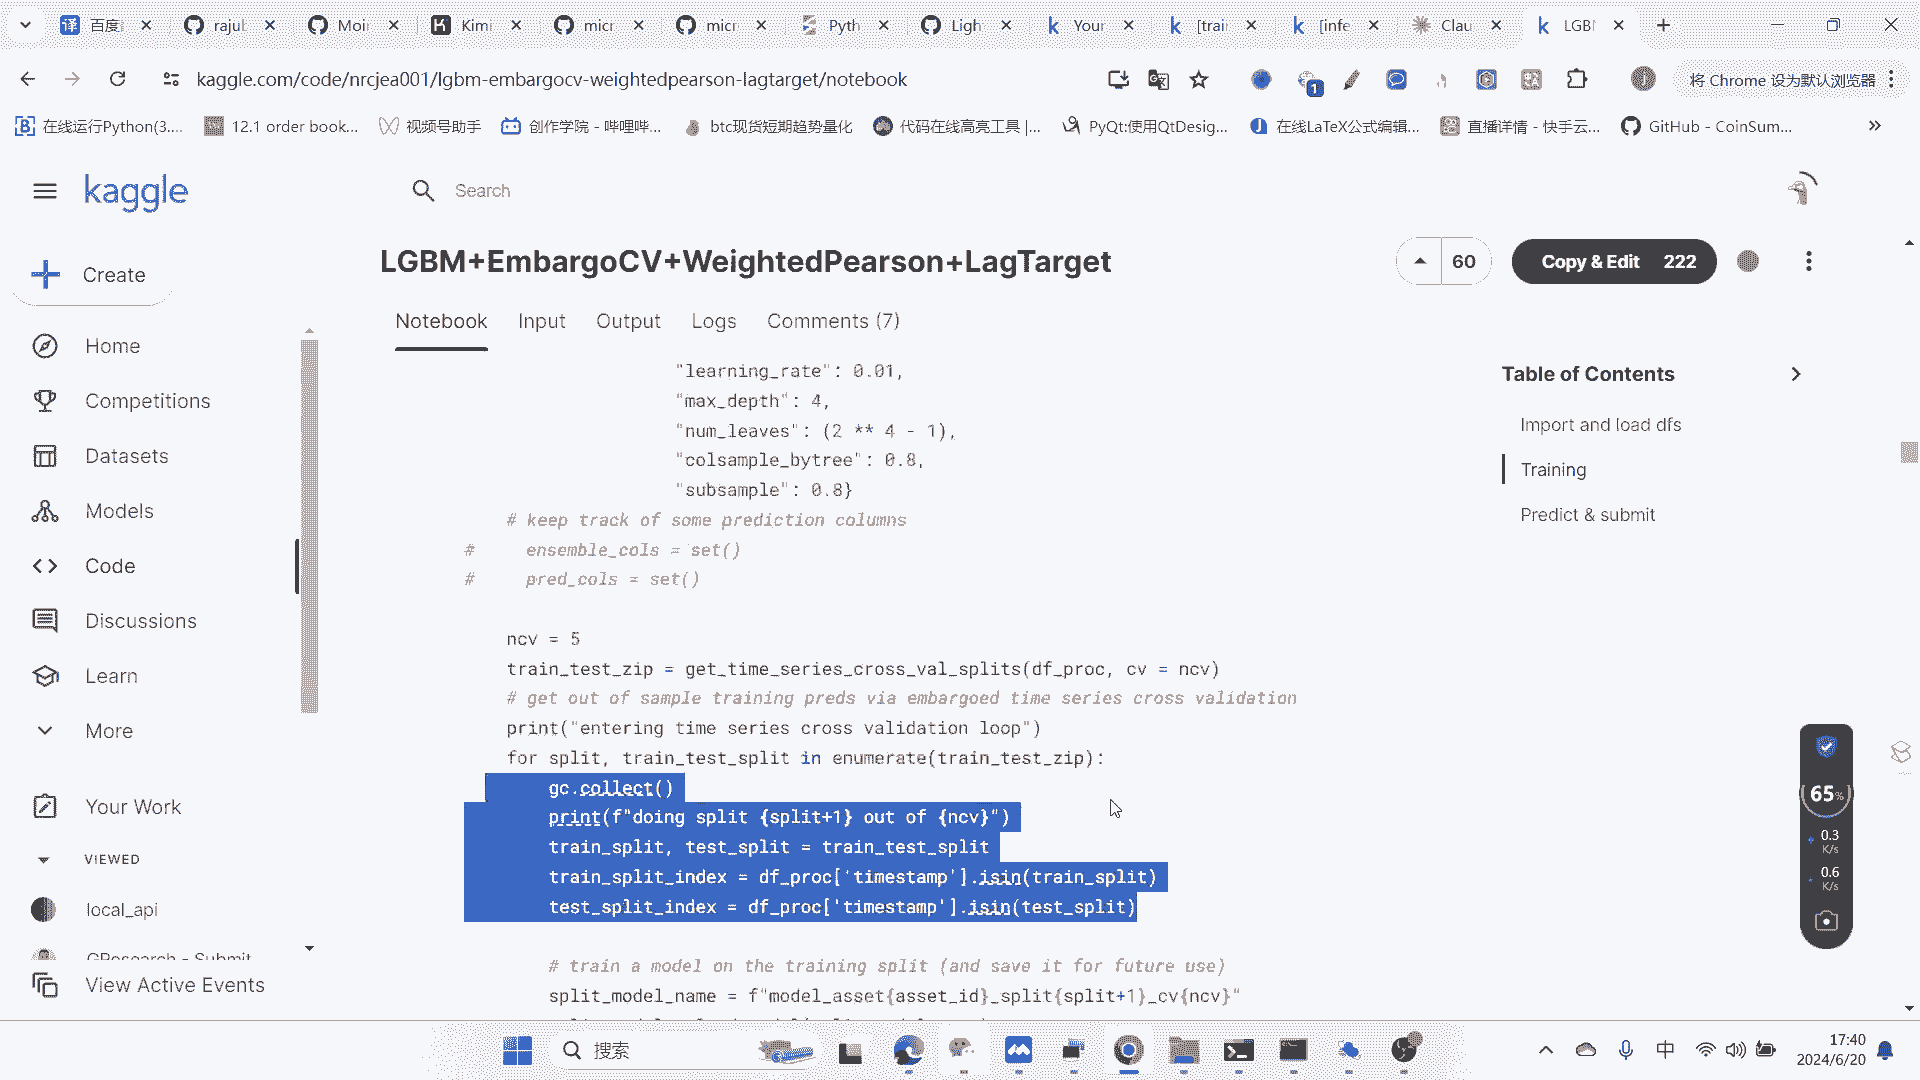 百度
rajul
Moi
Kimi
micr
micr
Pyth
Ligh
Your
[trai
[infe
Clau
LGBI
kaggle.com/code/nrcjea001/lgbm-embargocv-weightedpearson-lagtarget/notebook
将 Chrome 设为默认浏览器
在线运行Python(3....
12.1 order book...
视频号助手
创作学院 - 哔哩哔...
btc现货短期趋势量化
代码在线高亮工具 |...
PyQt:使用QtDesig...
在线LaTeX公式编辑...
直播详情 - 快手云...
GitHub - CoinSum...
kaggle
Search
Create
Home
Competitions
Datasets
Models
Code
Discussions
Learn
More
Your Work
VIEWED
local_api
GResearch - Submit
View Active Events
LGBM+EmbargoCV+WeightedPearson+LagTarget
60
Copy & Edit 222
Notebook
Input
Output
Logs
Comments (7)
"learning_rate": 0.01,
"max_depth": 4,
"num_leaves": (2 ** 4 - 1),
"colsample_bytree": 0.8,
"subsample": 0.8}
# keep track of some prediction columns
# ensemble_cols = set()
# pred_cols = set()
ncv = 5
train_test_zip = get_time_series_cross_val_splits(df_proc, cv = ncv)
# get out of sample training preds via embargoed time series cross validation
print("entering time series cross validation loop")
for split, train_test_split in enumerate(train_test_zip):
gc.collect()
print(f"doing split {split+1} out of {ncv}")
train_split, test_split = train_test_split
train_split_index = df_proc['timestamp'].isin(train_split)
test_split_index = df_proc['timestamp'].isin(test_split)
# train a model on the training split (and save it for future use)
split_model_name = f"model_asset{asset_id}_split{split+1}_cv{ncv}"
Table of Contents
Import and load dfs
Training
Predict & submit
65%
0.3
K/s
0.6
K/s
搜索
中
17:40
2024/6/20